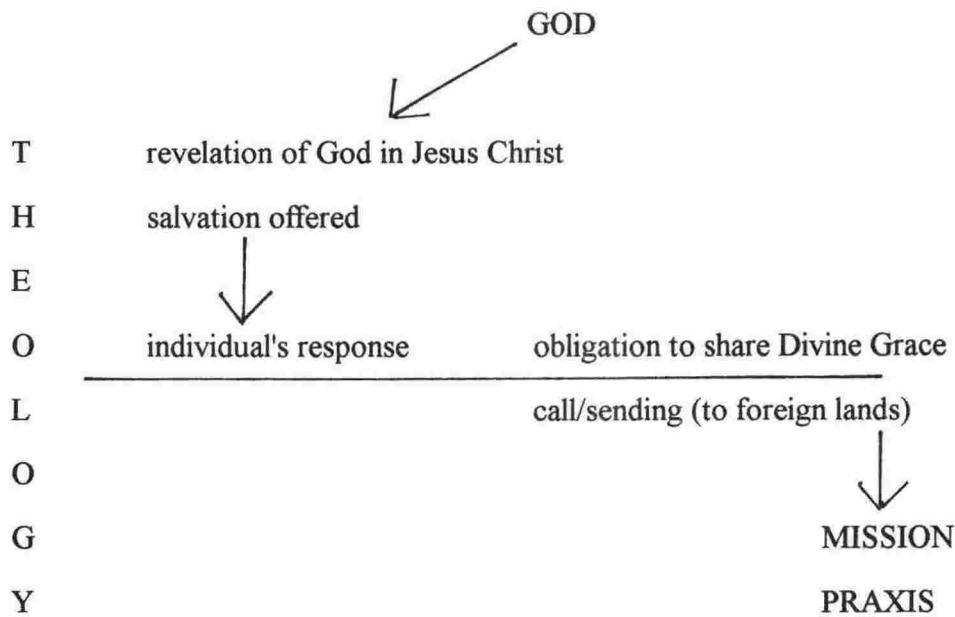 GOD
T revelation of God in Jesus Christ
H salvation offered
E
O individual's response obligation to share Divine Grace
L call/sending (to foreign lands)
O
G MISSION
Y PRAXIS